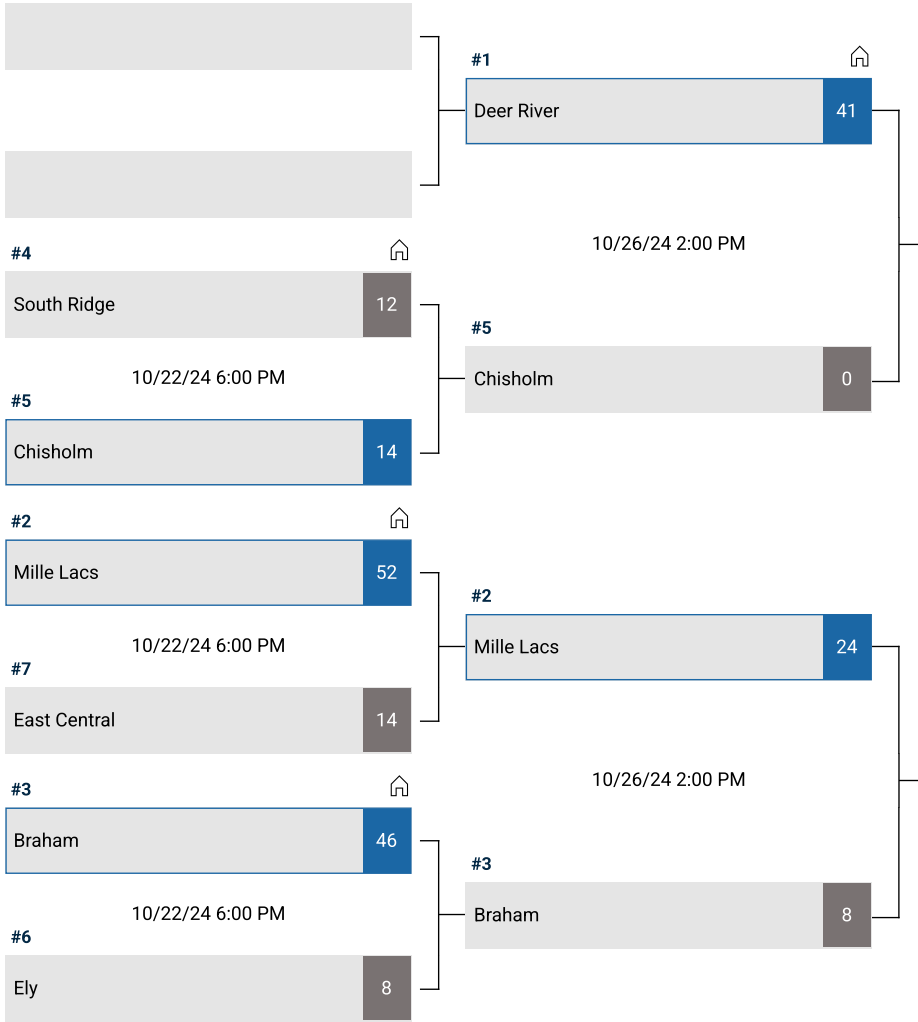 #4
South Ridge 12
10/22/24 6:00 PM
#5
Chisholm 14
#2
Mille Lacs 52
10/22/24 6:00 PM
#7
East Central 14
#3
Braham 46
10/22/24 6:00 PM
#6
Ely 8
#1
Deer River 41
10/26/24 2:00 PM
#5
Chisholm 0
#2
Mille Lacs 24
10/26/24 2:00 PM
#3
Braham 8